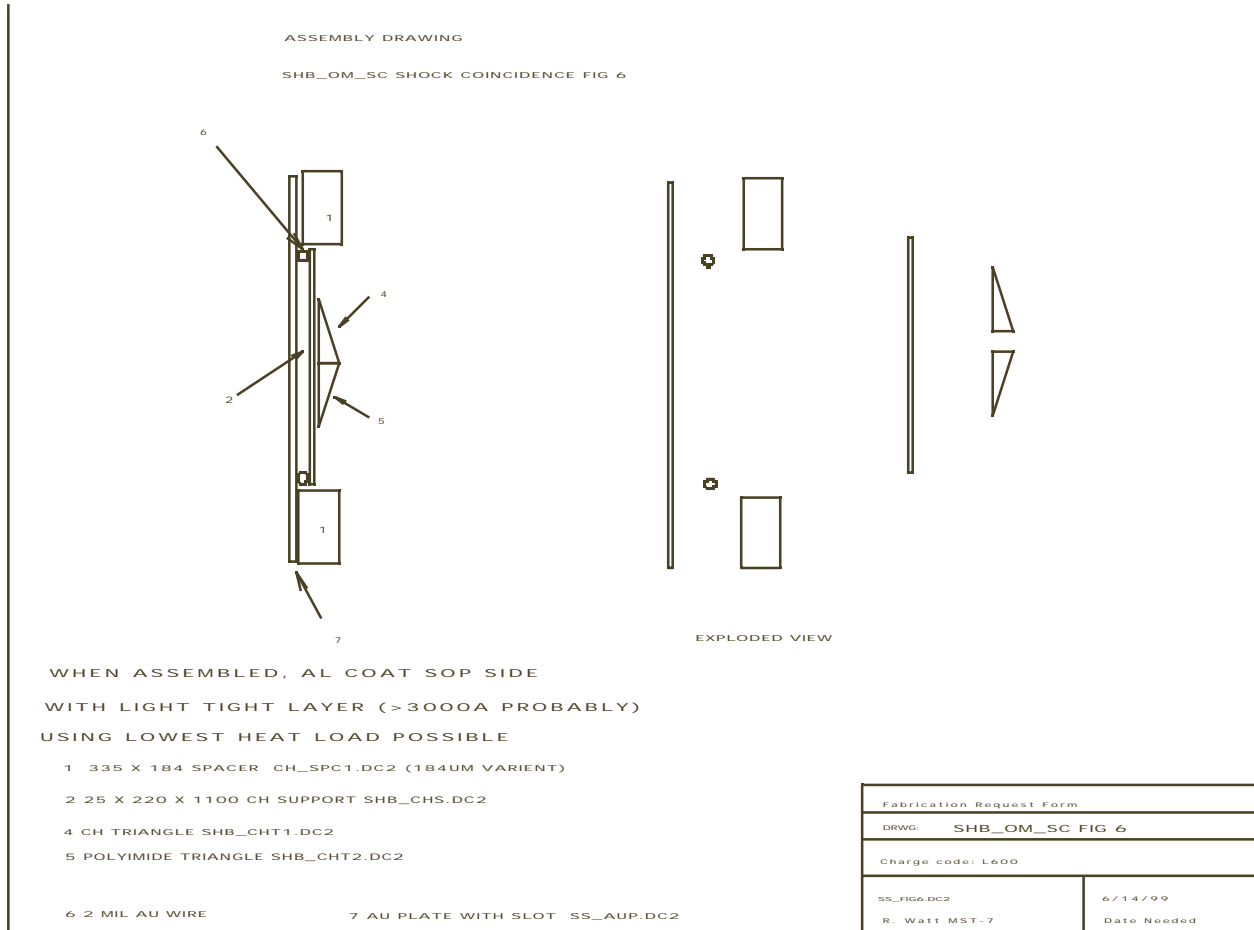 ASSEMBLY DRAWING
SHB_OM_SC SHOCK COINCIDENCE FIG 6
6
1
4
2
5
1
7
EXPLODED VIEW
WHEN ASSEMBLED, AL COAT SOP SIDE
WITH LIGHT TIGHT LAYER (>3000A PROBABLY)
USING LOWEST HEAT LOAD POSSIBLE
1 335 X 184 SPACER CH_SPC1.DC2 (184UM VARIENT)
2 25 X 220 X 1100 CH SUPPORT SHB_CHS.DC2
4 CH TRIANGLE SHB_CHT1.DC2
5 POLYIMIDE TRIANGLE SHB_CHT2.DC2
6 2 MIL AU WIRE
7 AU PLATE WITH SLOT SS_AUP.DC2
Fabrication Request Form
DRWG: SHB_OM_SC FIG 6
Charge code: L600
SS_FIG6.DC2
6/14/99
R. Watt MST-7
Date Needed